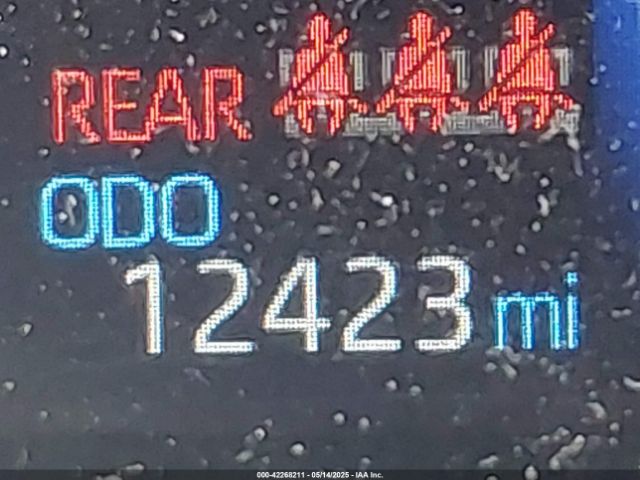 REAR
ODO
12423 mi
000-42268211 - 05/14/2025 - IAA Inc.